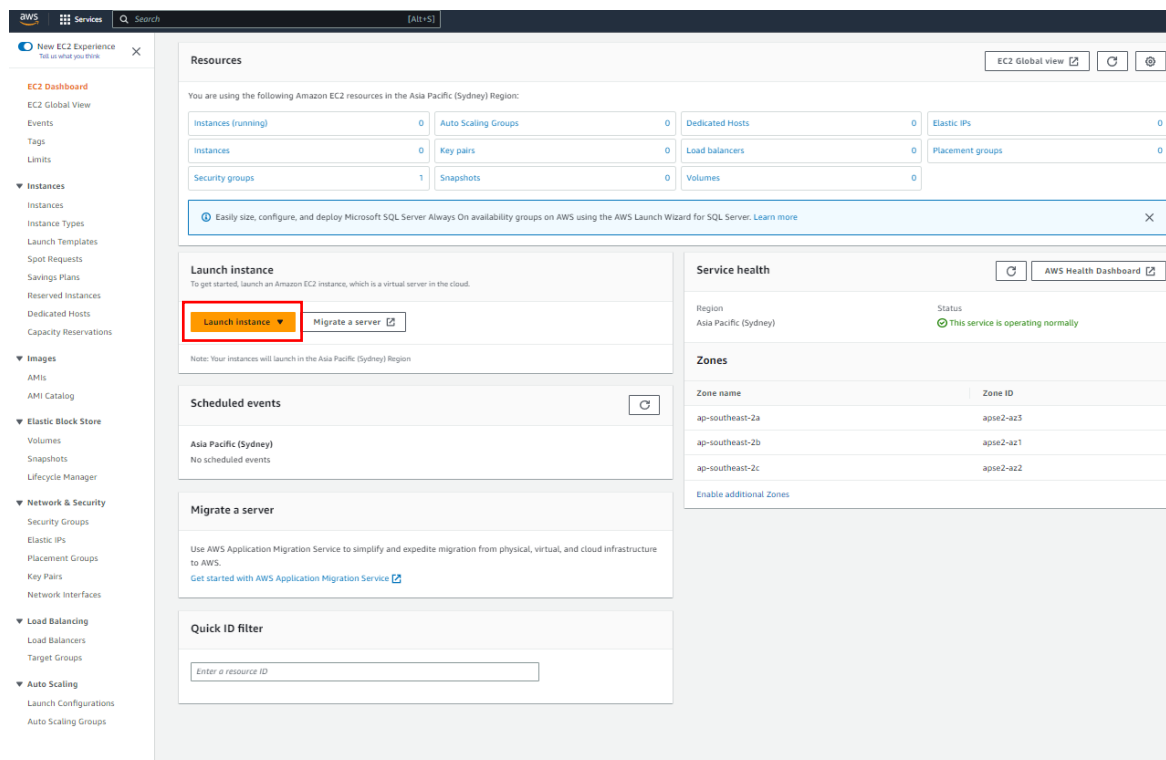 aws
Services
Search
[Alt+S]
New EC2 Experience
Tell us what you think
EC2 Dashboard
EC2 Global View
Events
Tags
Limits
Instances
Instances
Instance Types
Launch Templates
Spot Requests
Savings Plans
Reserved Instances
Dedicated Hosts
Capacity Reservations
Images
AMIs
AMI Catalog
Elastic Block Store
Volumes
Snapshots
Lifecycle Manager
Network & Security
Security Groups
Elastic IPs
Placement Groups
Key Pairs
Network Interfaces
Load Balancing
Load Balancers
Target Groups
Auto Scaling
Launch Configurations
Auto Scaling Groups
Resources
EC2 Global view
You are using the following Amazon EC2 resources in the Asia Pacific (Sydney) Region:
Instances (running) 0
Auto Scaling Groups 0
Dedicated Hosts 0
Elastic IPs 0
Instances 0
Key pairs 0
Load balancers 0
Placement groups 0
Security groups 1
Snapshots 0
Volumes 0
Easily size, configure, and deploy Microsoft SQL Server Always On availability groups on AWS using the AWS Launch Wizard for SQL Server. Learn more
Launch instance
To get started, launch an Amazon EC2 instance, which is a virtual server in the cloud.
Launch instance
Migrate a server
Note: Your instances will launch in the Asia Pacific (Sydney) Region
Scheduled events
Asia Pacific (Sydney)
No scheduled events
Migrate a server
Use AWS Application Migration Service to simplify and expedite migration from physical, virtual, and cloud infrastructure
to AWS.
Get started with AWS Application Migration Service
Quick ID filter
Enter a resource ID
Service health
AWS Health Dashboard
Region
Asia Pacific (Sydney)
Status
This service is operating normally
Zones
Zone name Zone ID
ap-southeast-2a apse2-az3
ap-southeast-2b apse2-az1
ap-southeast-2c apse2-az2
Enable additional Zones